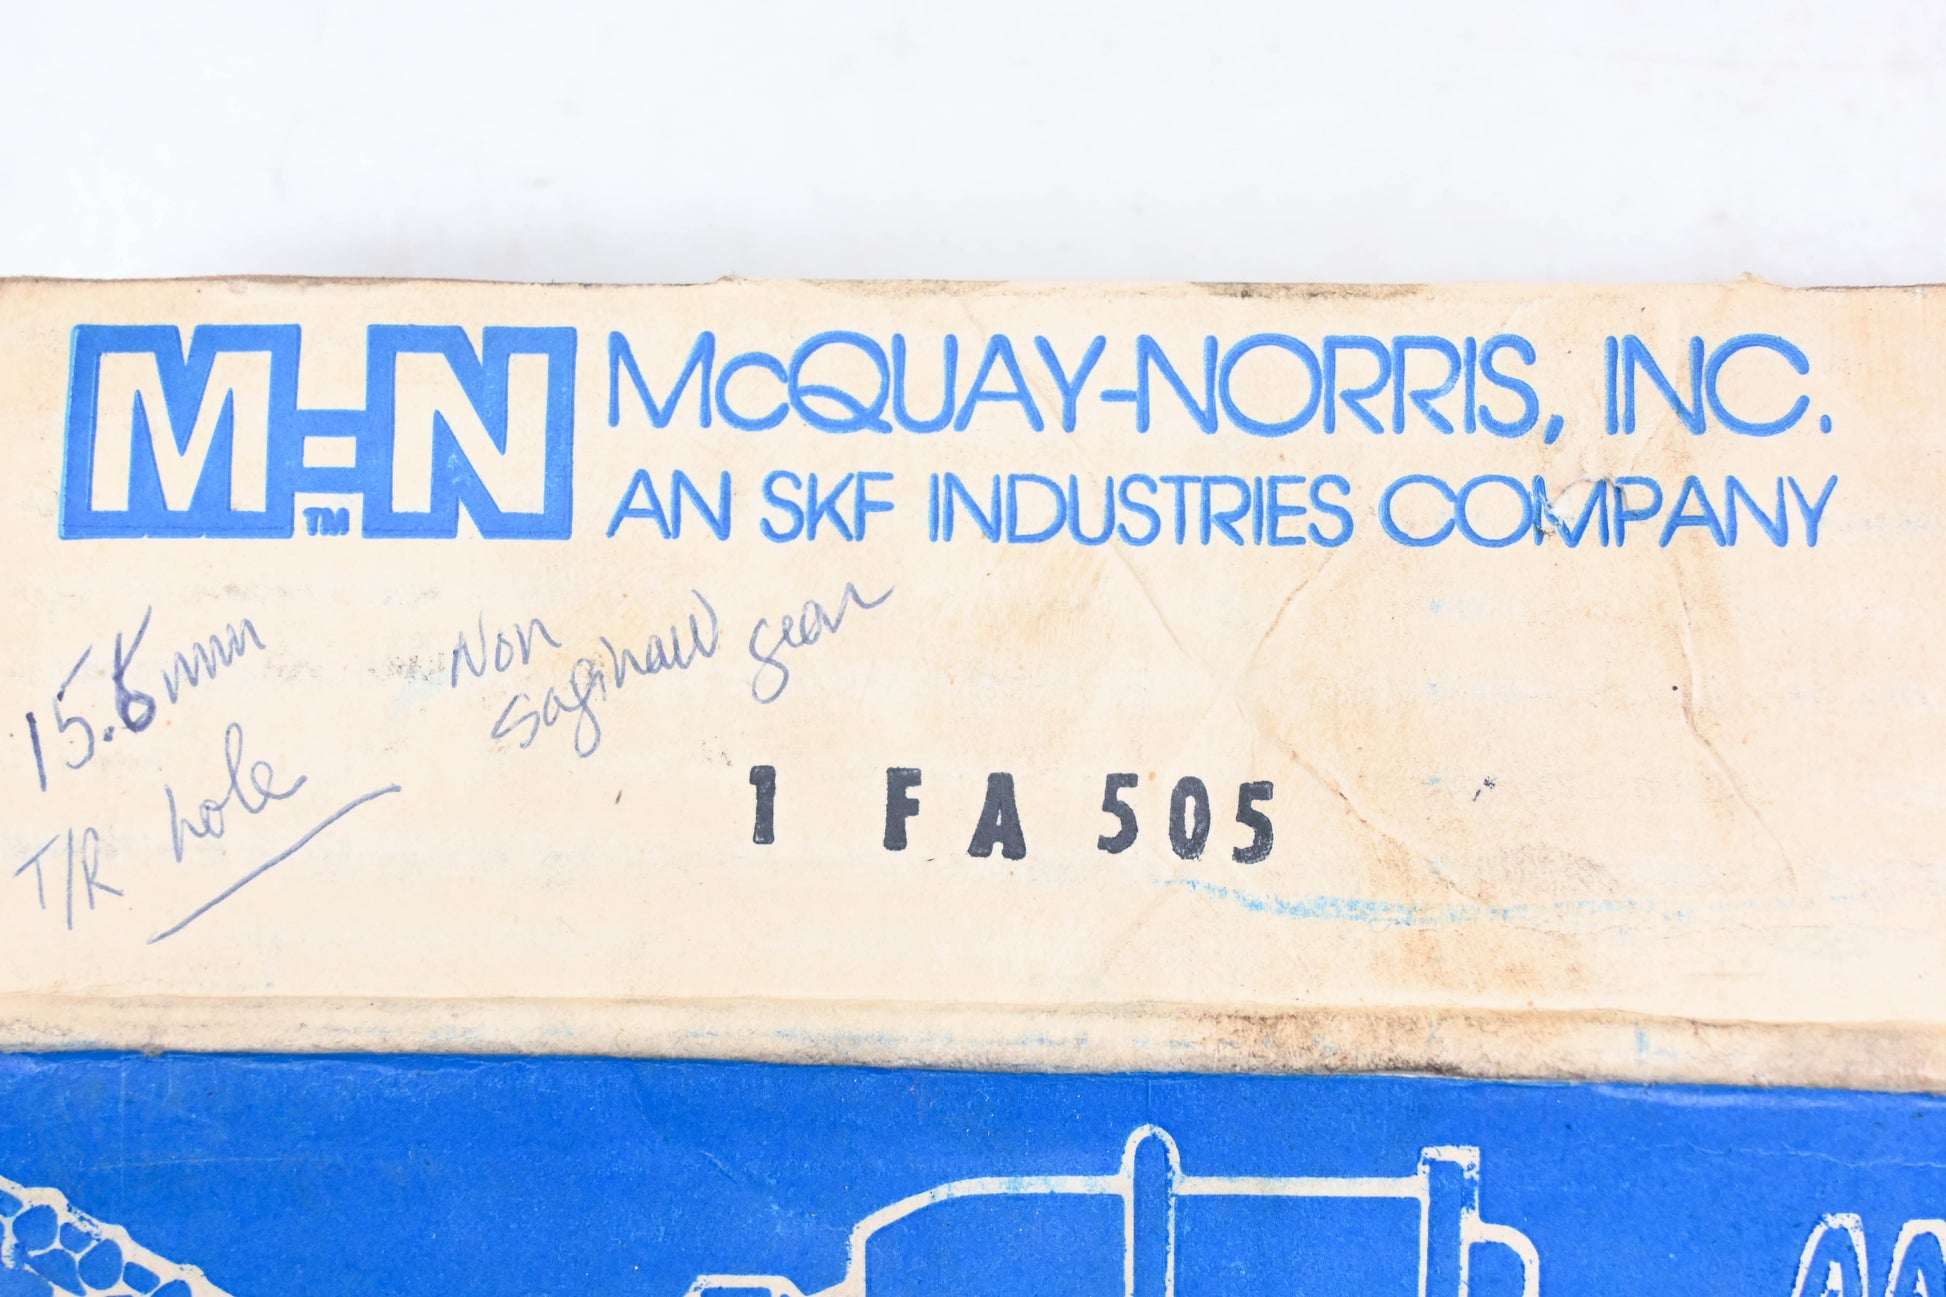 M-N TM McQUAY-NORRIS, INC.
AN SKF INDUSTRIES COMPANY
15.6mm
T/R hole
Non
Saginaw gear
1 FA 505